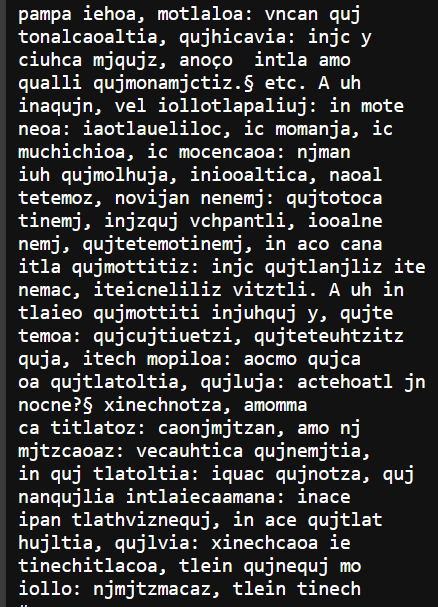 pampa iehoa, motlaloa: vncan quj
tonalcaoaltia, qujhicavia: injc y
ciuhca mjqujz, anoço  intla amo
qualli qujmonamjctiz.§ etc. A uh
inaqujn, vel iollotlapaliuj: in mote
neoa: iaotlaueliloc, ic momanja, ic
muchichioa, ic mocencaoa: njman
iuh qujmolhuja, iniooaltica, naoal
tetemoz, novijan nenemj: qujtotoca
tinemj, injzquj vchpantli, iooalne
nemj, qujtetemotinemj, in aco cana
itla qujmottitiz: injc qujtlanjliz ite
nemac, iteicneliliz vitztli. A uh in
tlaieo qujmottiti injuhquj y, qujte
temoa: qujcujtiuetzi, qujteteuhtzitz
quja, itech mopiloa: aocmo qujca
oa qujtlatoltia, qujluja: actehoatl jn
nocne?§ xinechnotza, amomma
ca titlatoz: caonjmjtzan, amo nj
mjtzcaoaz: vecauhtica qujnemjtia,
in quj tlatoltia: iquac qujnotza, quj
nanqujlia intlaiecaamana: inace
ipan tlathviznequj, in ace qujtlat
hujltia, qujlvia: xinechcaoa ie
tinechitlacoa, tlein qujnequj mo
iollo: njmjtzmacaz, tlein tinech